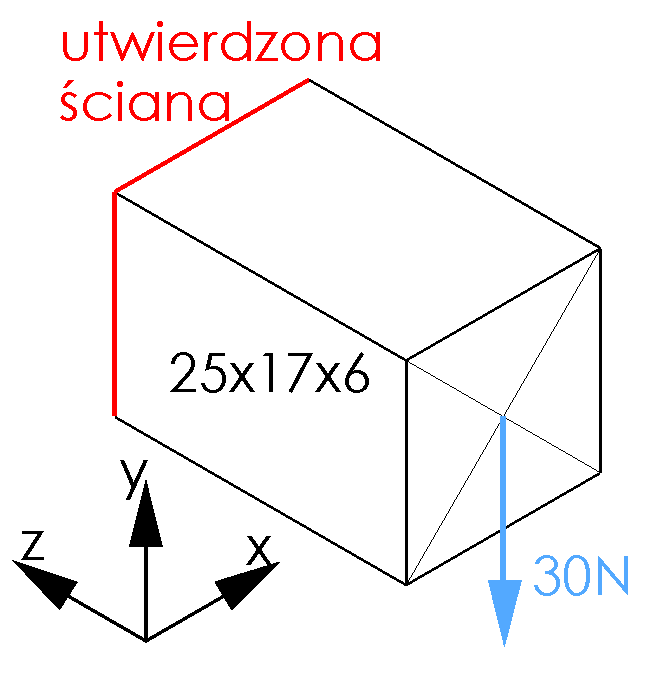 utwierdzona
ściana
25x17x6
y
z
x
30N